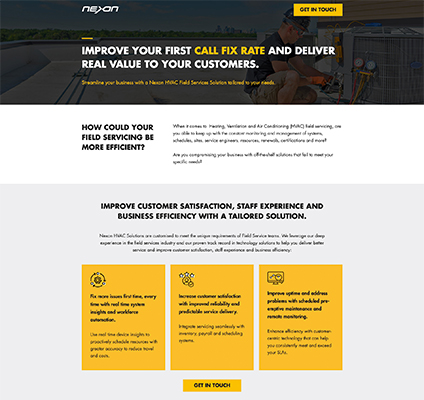 nexon
GET IN TOUCH
IMPROVE YOUR FIRST CALL FIX RATE AND DELIVER
REAL VALUE TO YOUR CUSTOMERS.
Streamline your business with a Nexon HVAC Field Services Solution tailored to your needs.
HOW COULD YOUR
FIELD SERVICING BE
MORE EFFICIENT?
When it comes to Heating, Ventilation and Air Conditioning (HVAC) field servicing, are
you able to keep up with the constant monitoring and management of systems,
schedules, sites, service engineers, resources, renewals, certifications and more?
Are you compromising your business with off-the-shelf solutions that fail to meet your
specific needs?
IMPROVE CUSTOMER SATISFACTION, STAFF EXPERIENCE AND
BUSINESS EFFICIENCY WITH A TAILORED SOLUTION.
Nexon HVAC Solutions are customised to meet the unique requirements of Field Service teams. We leverage our deep
experience in the field services industry and our proven track record in technology solutions to help you deliver better
service and improve customer satisfaction, staff experience and business efficiency.
Fix more issues first time, every
time with real time system
insights and workforce
automation.
Use real time device insights to
proactively schedule resources with
greater accuracy to reduce travel
and costs.
Increase customer satisfaction
with improved reliability and
predictable service delivery.
Integrate servicing seamlessly with
inventory, payroll and scheduling
systems.
Improve uptime and address
problems with scheduled pre-
emptive maintenance and
remote monitoring.
Enhance efficiency with customer-
centric technology that can help
you consistently meet and exceed
your SLAs.
GET IN TOUCH